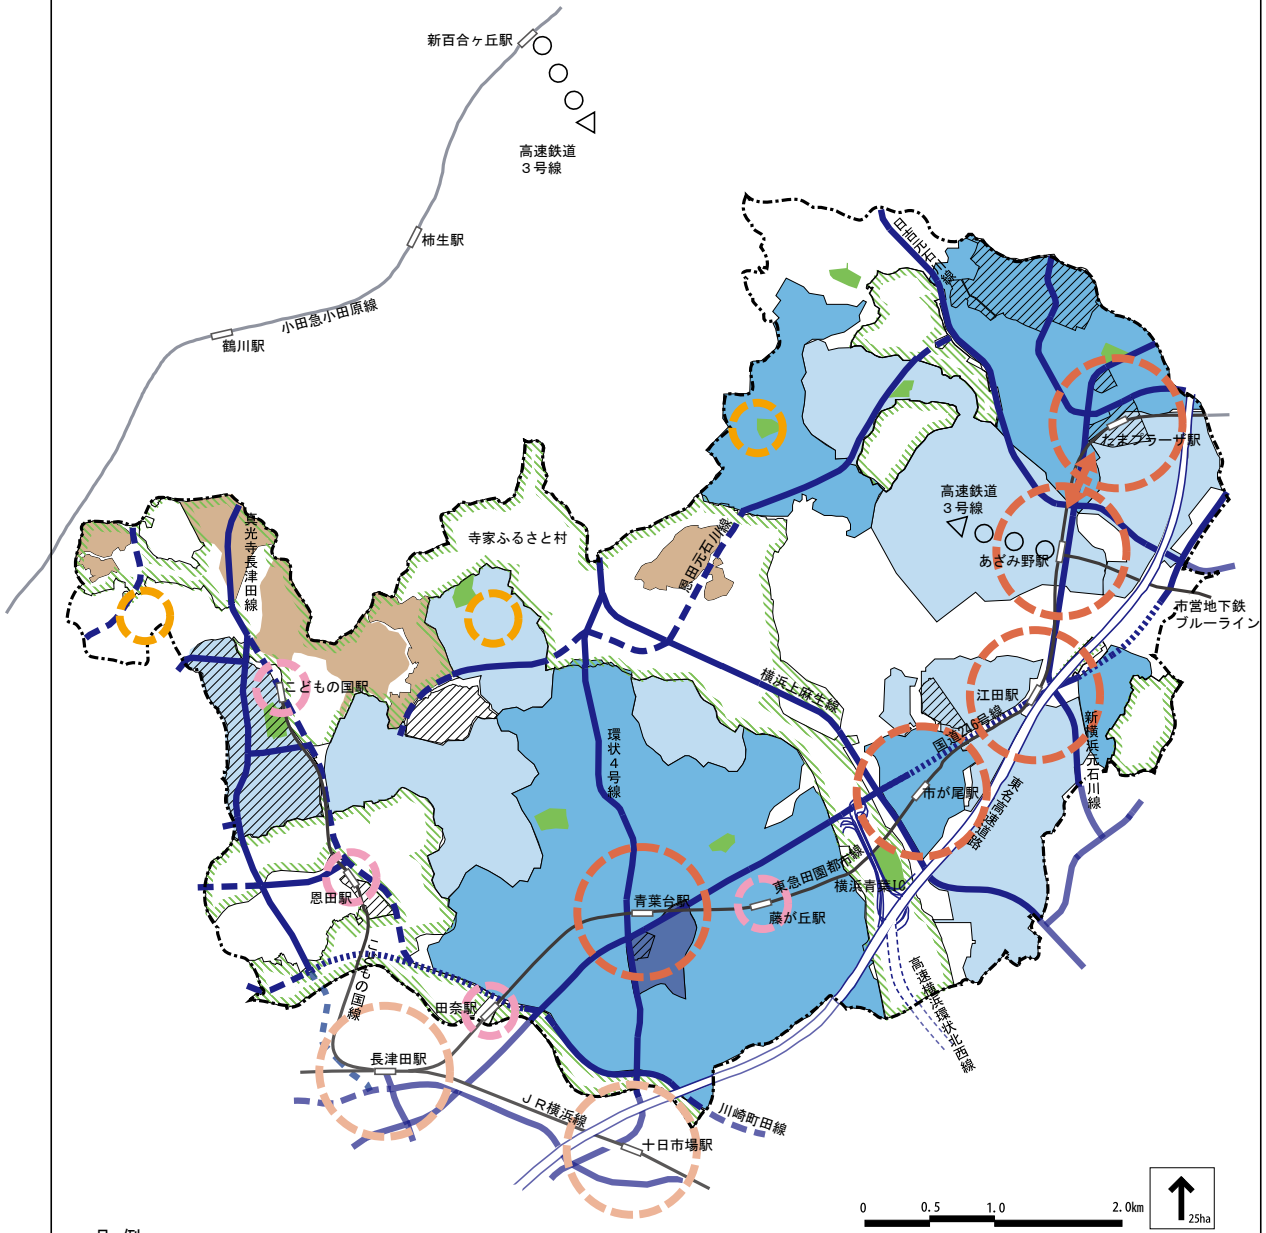 新百合ヶ丘駅
高速鉄道
３号線
柿生駅
小田急小田原線
鶴川駅
日吉元石川線
たまプラーザ駅
高速鉄道
３号線
あざみ野駅
市営地下鉄
ブルーライン
真光寺長津田線
寺家ふるさと村
恩田元石川線
こどもの国駅
横浜上麻生線
江田駅
国道246号線
新横浜元石川線
環状４号線
市が尾駅
東名高速道路
東急田園都市線
横浜青葉IC
恩田駅
青葉台駅
藤が丘駅
こどもの国線
高速横浜環状北西線
田奈駅
長津田駅
ＪＲ横浜線
川崎町田線
十日市場駅
0 0.5 1.0 2.0km
25ha